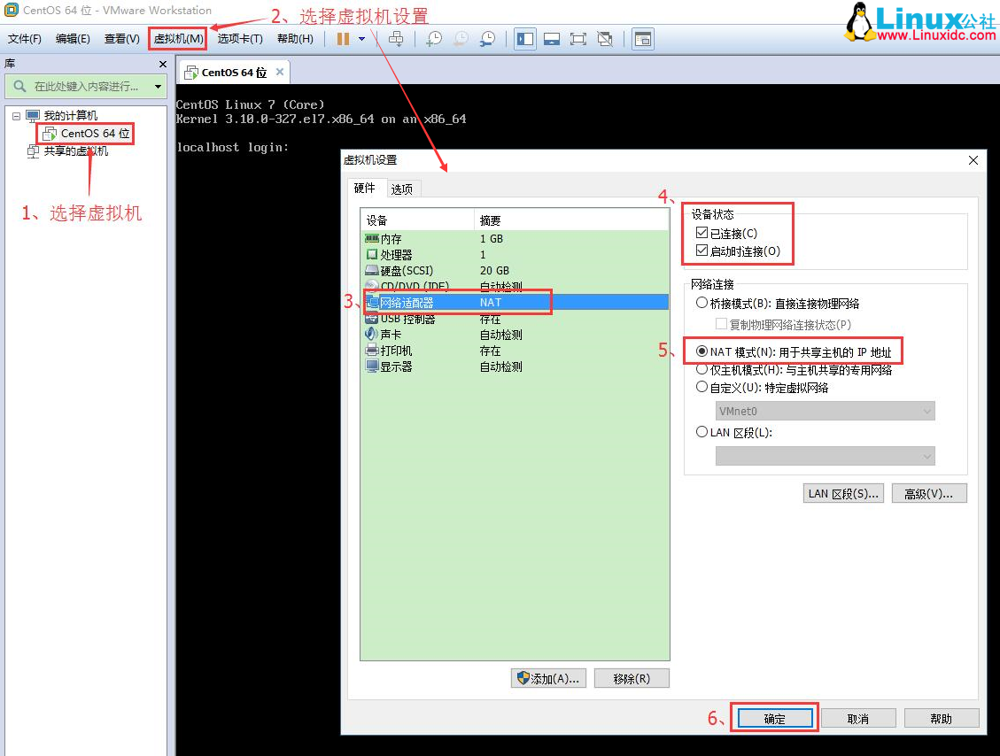 CentOS 64 位 - VMware Workstation
2、选择虚拟机设置
Linux公社
www.Linuxidc.com
文件(F) 编辑(E) 查看(V) 虚拟机(M) 选项卡(T) 帮助(H)
库
CentOS 64 位
在此处键入内容进行...
我的计算机
CentOS 64 位
共享的虚拟机
1、选择虚拟机
CentOS Linux 7 (Core)
Kernel 3.10.0-327.el7.x86_64 on an x86_64
localhost login:
虚拟机设置
硬件 选项
设备 摘要
内存 1 GB
处理器 1
硬盘(SCSI) 20 GB
CD/DVD (IDE) 自动检测
3、
网络适配器 NAT
USB 控制器 存在
声卡 自动检测
打印机 存在
显示器 自动检测
添加(A)... 移除(R)
4、
设备状态
已连接(C)
启动时连接(O)
网络连接
桥接模式(B): 直接连接物理网络
复制物理网络连接状态(P)
5、
NAT 模式(N): 用于共享主机的 IP 地址
仅主机模式(H): 与主机共享的专用网络
自定义(U): 特定虚拟网络
VMnet0
LAN 区段(L):
LAN 区段(S)... 高级(V)...
6、
确定 取消 帮助